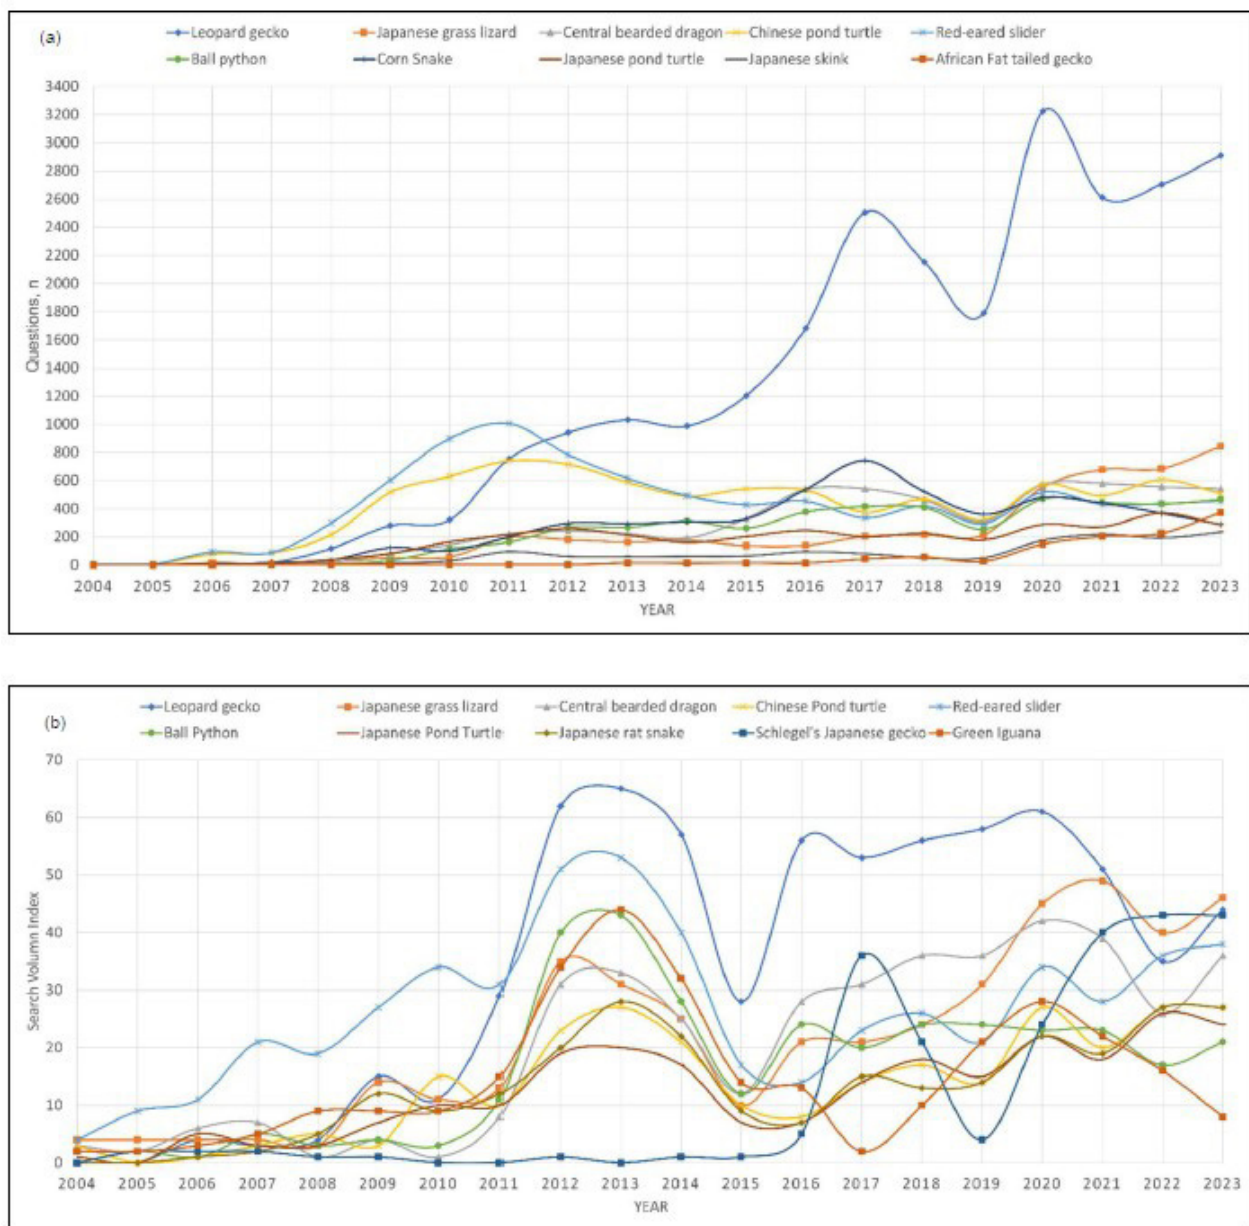 (a)
Leopard gecko Japanese grass lizard Central bearded dragon Chinese pond turtle Red-eared slider
Ball python Corn Snake Japanese pond turtle Japanese skink African Fat tailed gecko
3400
3200
3000
2800
2600
2400
2200
2000
1800
1600
1400
1200
1000
800
600
400
200
0
Questions, n
2004 2005 2006 2007 2008 2009 2010 2011 2012 2013 2014 2015 2016 2017 2018 2019 2020 2021 2022 2023
YEAR
(b)
Leopard gecko Japanese grass lizard Central bearded dragon Chinese Pond turtle Red-eared slider
Ball Python Japanese Pond Turtle Japanese rat snake Schlegel's Japanese gecko Green Iguana
70
60
50
40
30
20
10
0
Search Volumn Index
2004 2005 2006 2007 2008 2009 2010 2011 2012 2013 2014 2015 2016 2017 2018 2019 2020 2021 2022 2023
YEAR